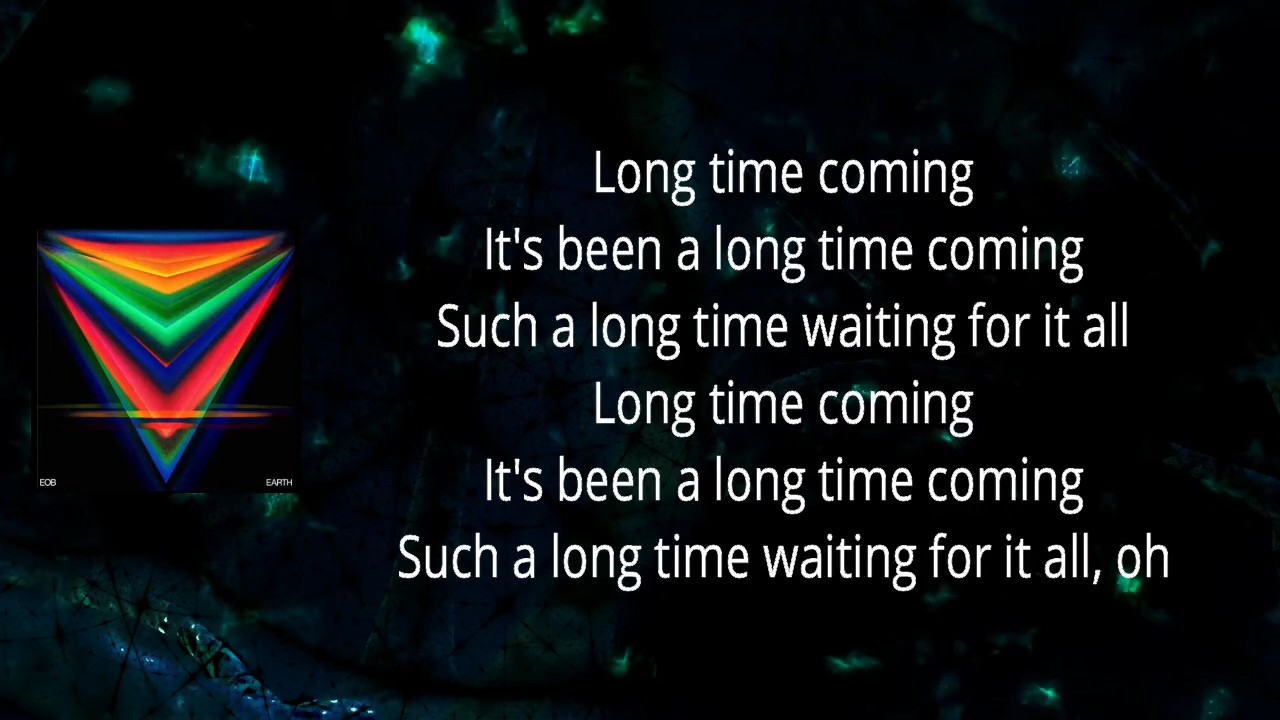 Long time coming
It's been a long time coming
Such a long time waiting for it all
Long time coming
It's been a long time coming
Such a long time waiting for it all, oh
EOB
EARTH